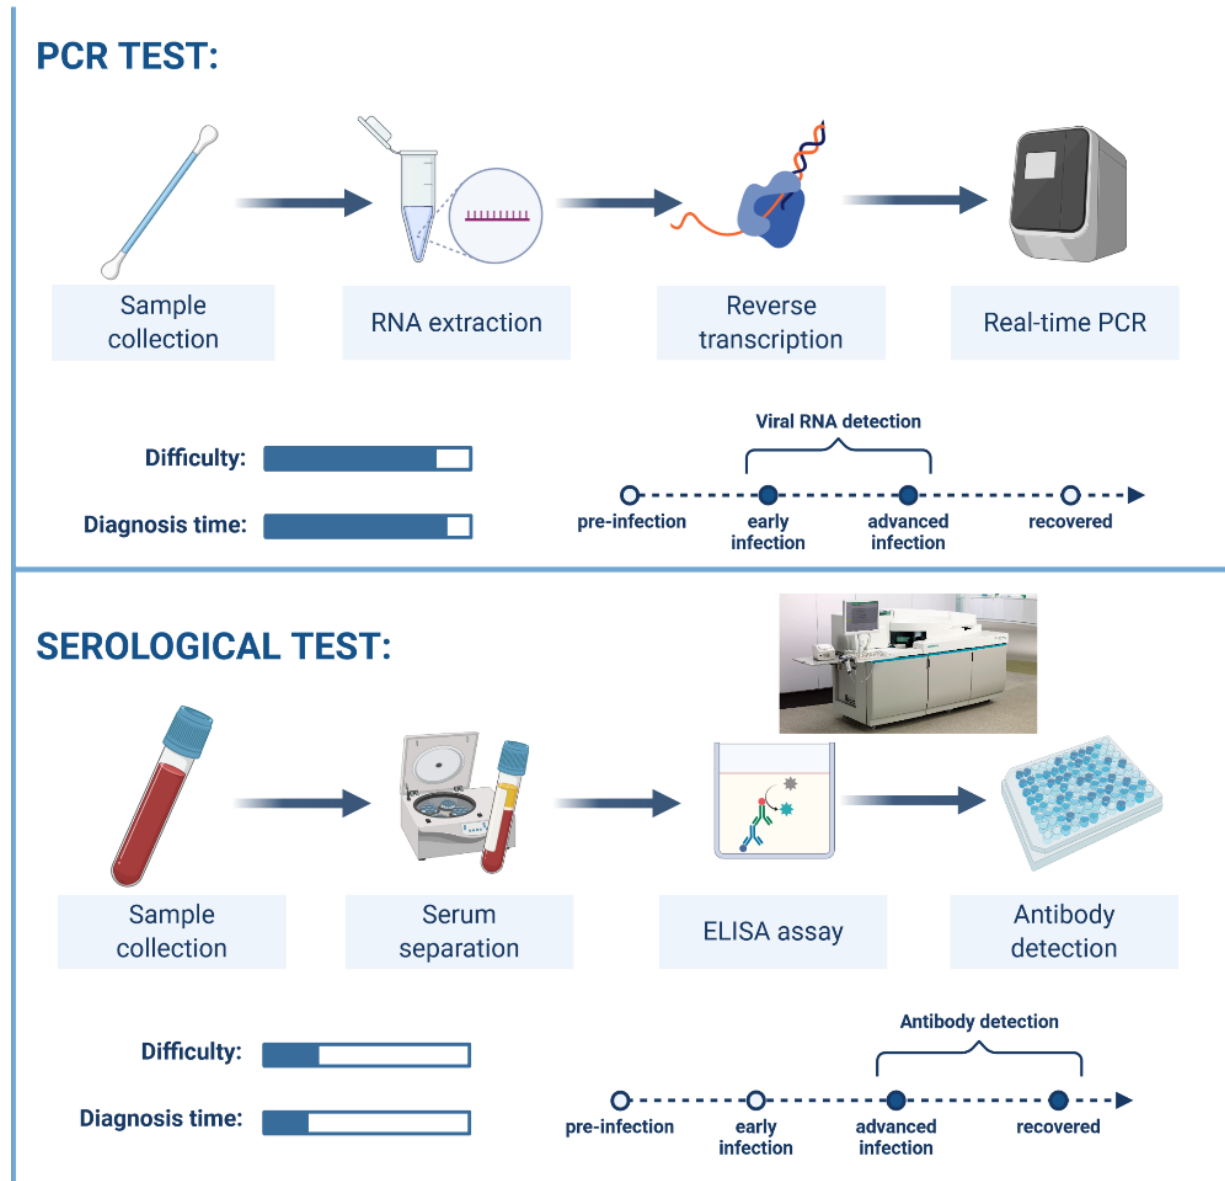 PCR TEST:
Sample
collection
RNA extraction
Reverse
transcription
Real-time PCR
Difficulty:
Diagnosis time:
Viral RNA detection
pre-infection
early
infection
advanced
infection
recovered
SEROLOGICAL TEST:
Sample
collection
Serum
separation
ELISA assay
Antibody
detection
Difficulty:
Diagnosis time:
Antibody detection
pre-infection
early
infection
advanced
infection
recovered